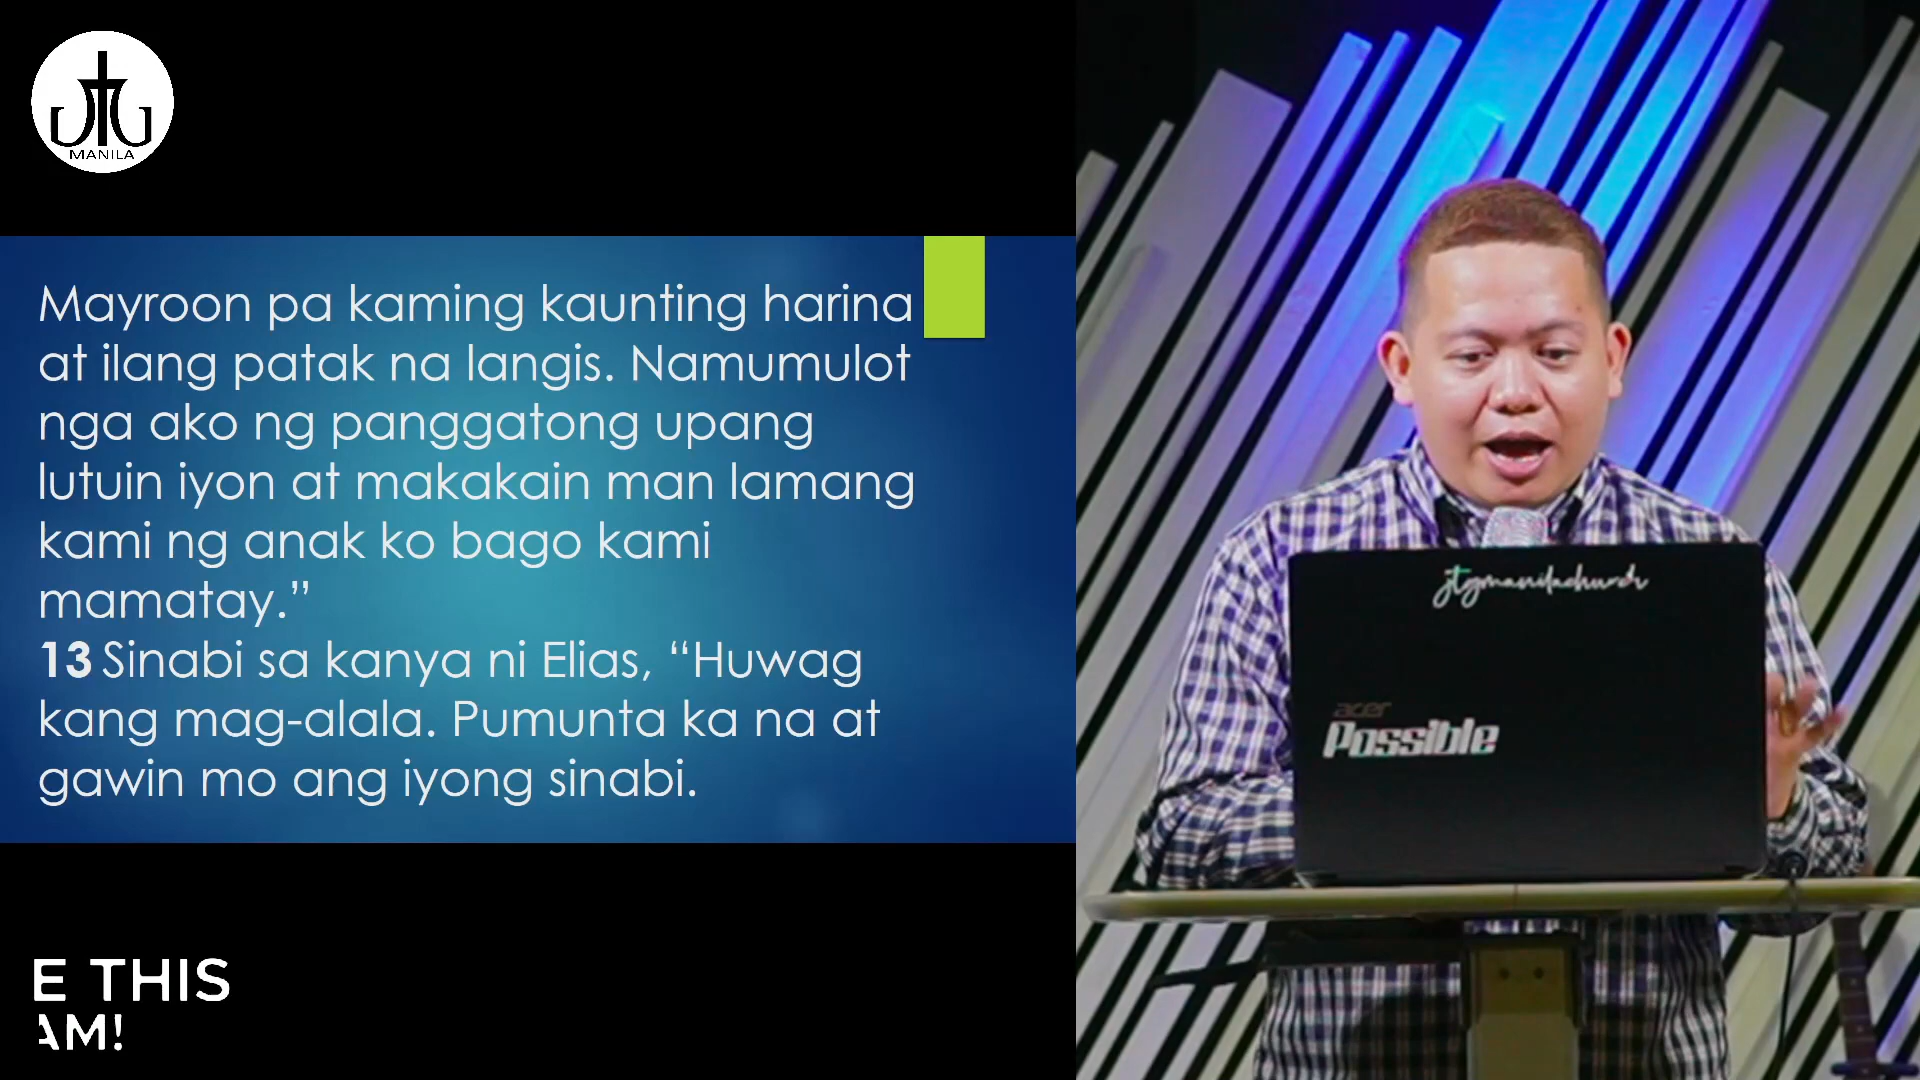 JTG
MANILA
Mayroon pa kaming kaunting harina
at ilang patak na langis. Namumulot
nga ako ng panggatong upang
lutuin iyon at makakain man lamang
kami ng anak ko bago kami
mamatay.”
13 Sinabi sa kanya ni Elias, “Huwag
kang mag-alala. Pumunta ka na at
gawin mo ang iyong sinabi.
E THIS
AM!
jtgmanilachurch
acer
Possible